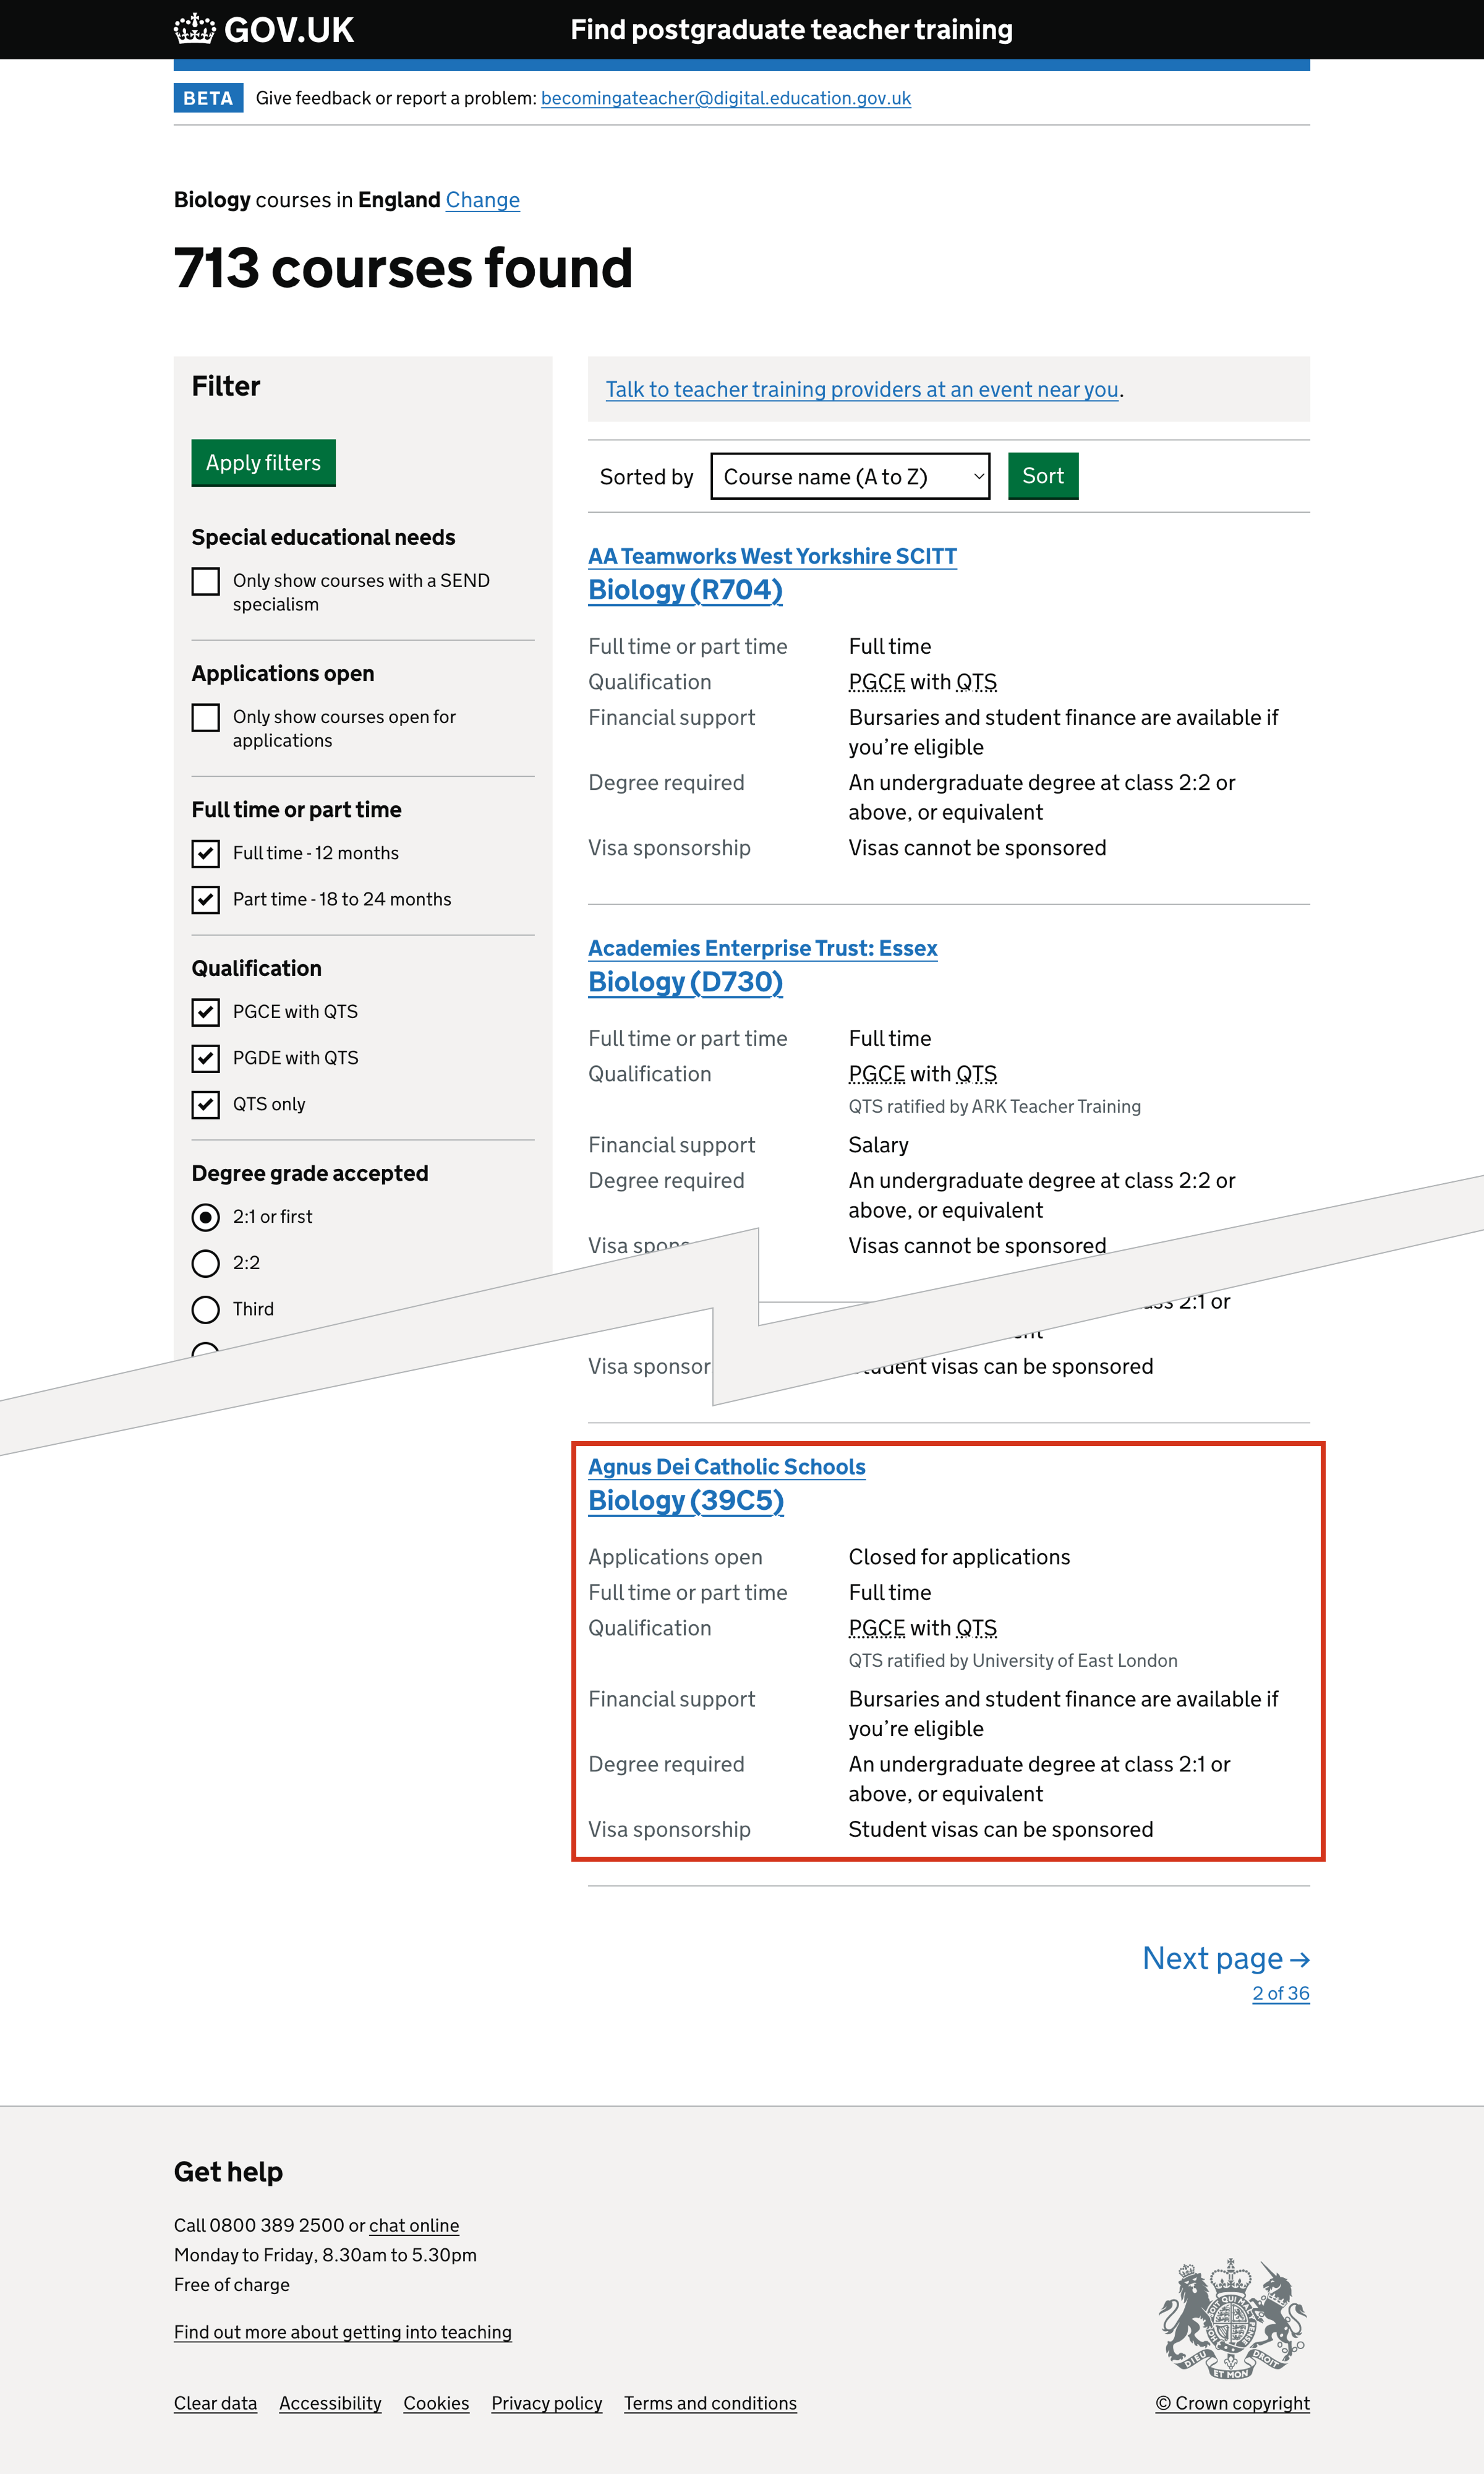 GOV.UK
Find postgraduate teacher training
BETA
Give feedback or report a problem: becomingateacher@digital.education.gov.uk
Biology courses in England Change
713 courses found
Filter
Apply filters
Special educational needs
Only show courses with a SEND
specialism
Applications open
Only show courses open for
applications
Full time or part time
Full time - 12 months
Part time - 18 to 24 months
Qualification
PGCE with QTS
PGDE with QTS
QTS only
Degree grade accepted
2:1 or first
2:2
Third
Talk to teacher training providers at an event near you.
Sorted by Course name (A to Z) Sort
AA Teamworks West Yorkshire SCITT
Biology (R704)
Full time or part time Full time
Qualification PGCE with QTS
Financial support Bursaries and student finance are available if
you’re eligible
Degree required An undergraduate degree at class 2:2 or
above, or equivalent
Visa sponsorship Visas cannot be sponsored
Academies Enterprise Trust: Essex
Biology (D730)
Full time or part time Full time
Qualification PGCE with QTS
QTS ratified by ARK Teacher Training
Financial support Salary
Degree required An undergraduate degree at class 2:2 or
above, or equivalent
Visa Visas cannot be sponsored
2:1 or
Visa visas can be sponsored
Agnus Dei Catholic Schools
Biology (39C5)
Applications open Closed for applications
Full time or part time Full time
Qualification PGCE with QTS
QTS ratified by University of East London
Financial support Bursaries and student finance are available if
you’re eligible
Degree required An undergraduate degree at class 2:1 or
above, or equivalent
Visa sponsorship Student visas can be sponsored
Next page →
2 of 36
Get help
Call 0800 389 2500 or chat online
Monday to Friday, 8.30am to 5.30pm
Free of charge
Find out more about getting into teaching
Clear data Accessibility Cookies Privacy policy Terms and conditions
DIEU ET MON DROIT
© Crown copyright